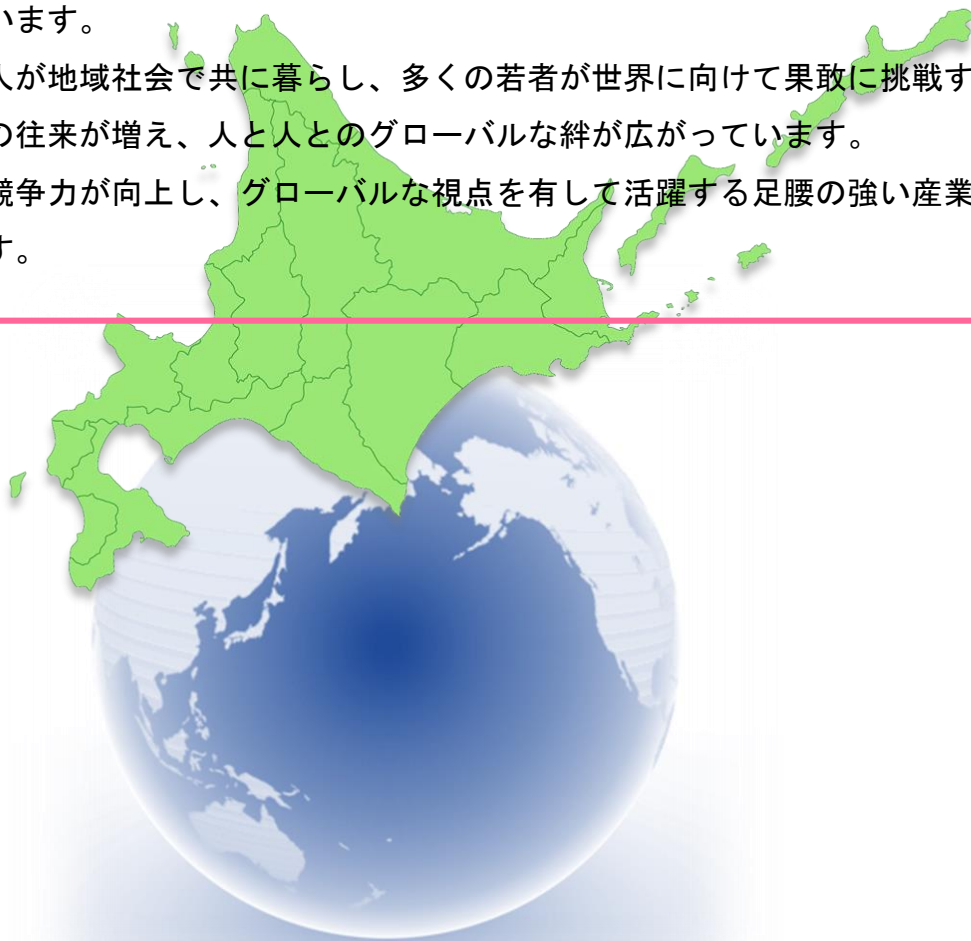 います。
人が地域社会で共に暮らし、多くの若者が世界に向けて果敢に挑戦す
の往来が増え、人と人とのグローバルな絆が広がっています。
競争力が向上し、グローバルな視点を有して活躍する足腰の強い産業
す。